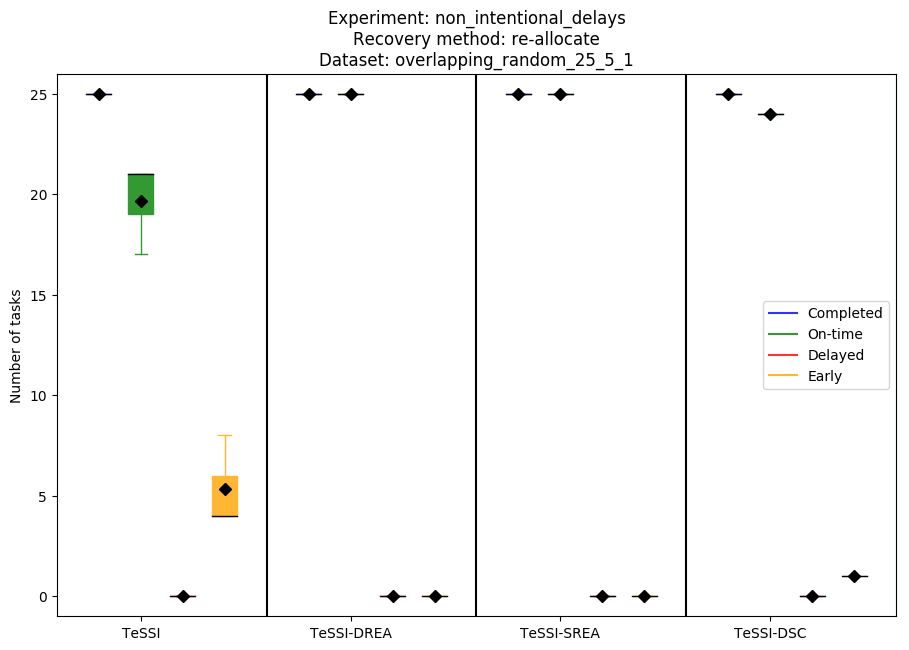 Experiment: non_intentional_delays
Recovery method: re-allocate
Dataset: overlapping_random_25_5_1
Number of tasks
25
20
15
10
5
0
Completed
On-time
Delayed
Early
TeSSI
TeSSI-DREA
TeSSI-SREA
TeSSI-DSC